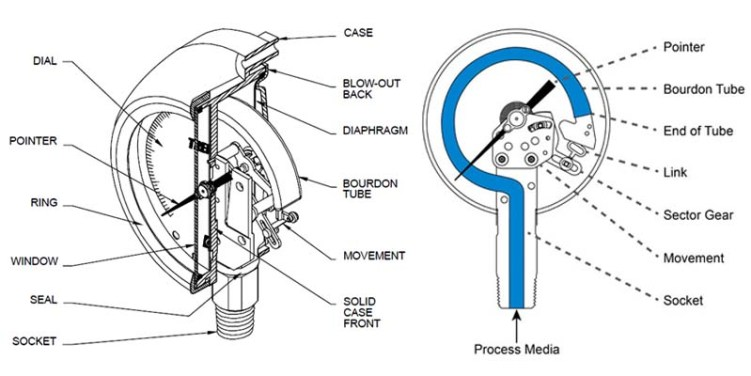 CASE
DIAL
BLOW-OUT
BACK
DIAPHRAGM
POINTER
BOURDON
TUBE
RING
MOVEMENT
WINDOW
SEAL
SOLID
CASE
FRONT
SOCKET
Pointer
Bourdon Tube
End of Tube
Link
Sector Gear
Movement
Socket
Process Media